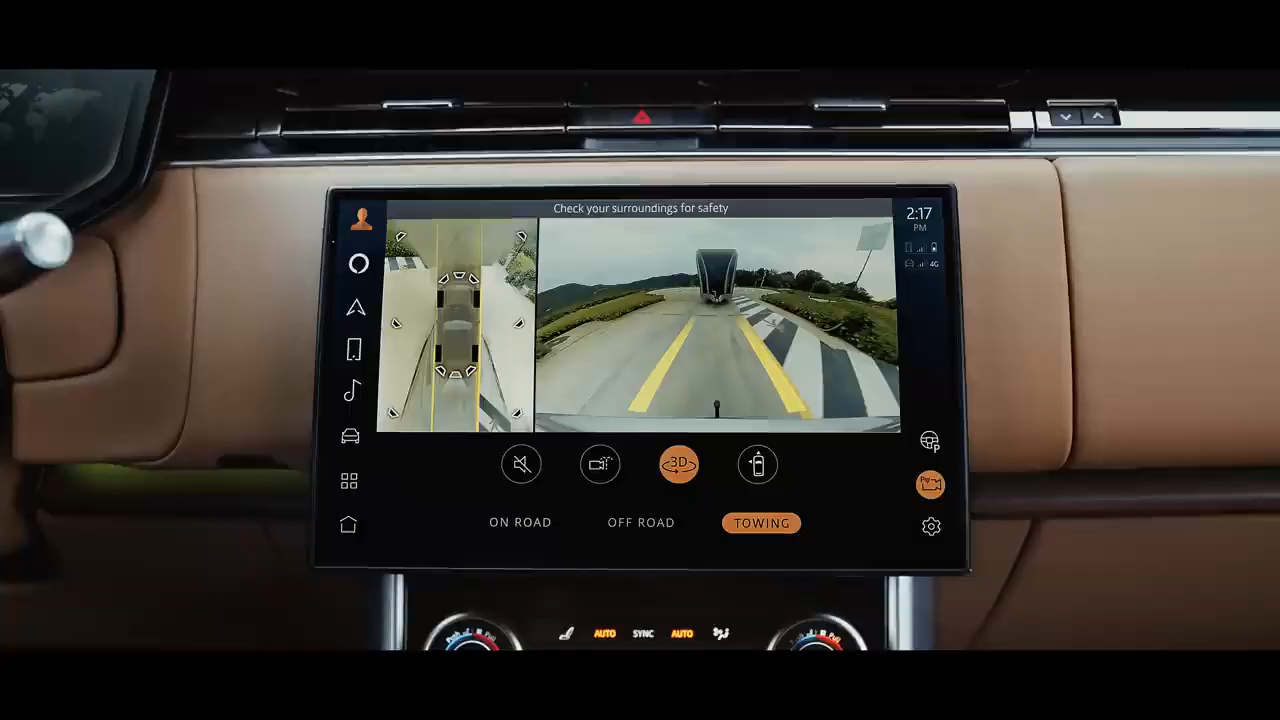 Check your surroundings for safety
2:17
PM
4G
3D
P
ON ROAD
OFF ROAD
TOWING
AUTO
SYNC
AUTO